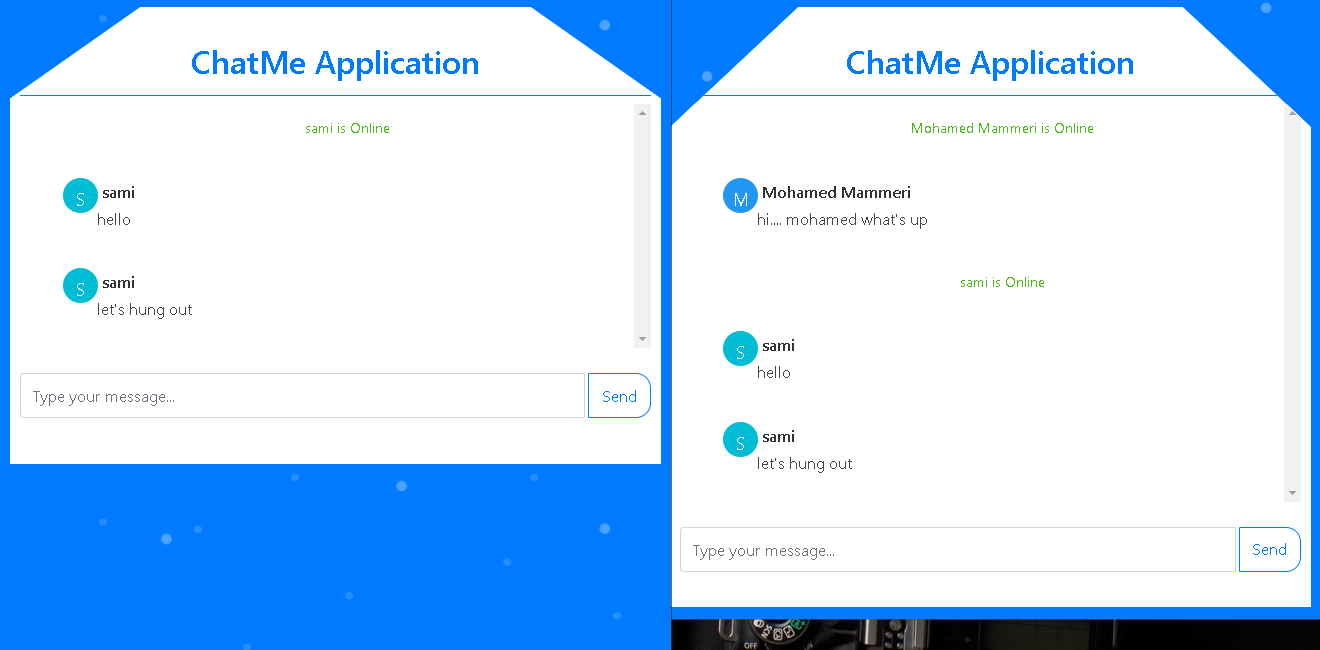 ChatMe Application
sami is Online
S
sami
hello
S
sami
let's hung out
Type your message...
Send
ChatMe Application
Mohamed Mammeri is Online
M
Mohamed Mammeri
hi.... mohamed what's up
sami is Online
S
sami
hello
S
sami
let's hung out
Type your message...
Send
OFF